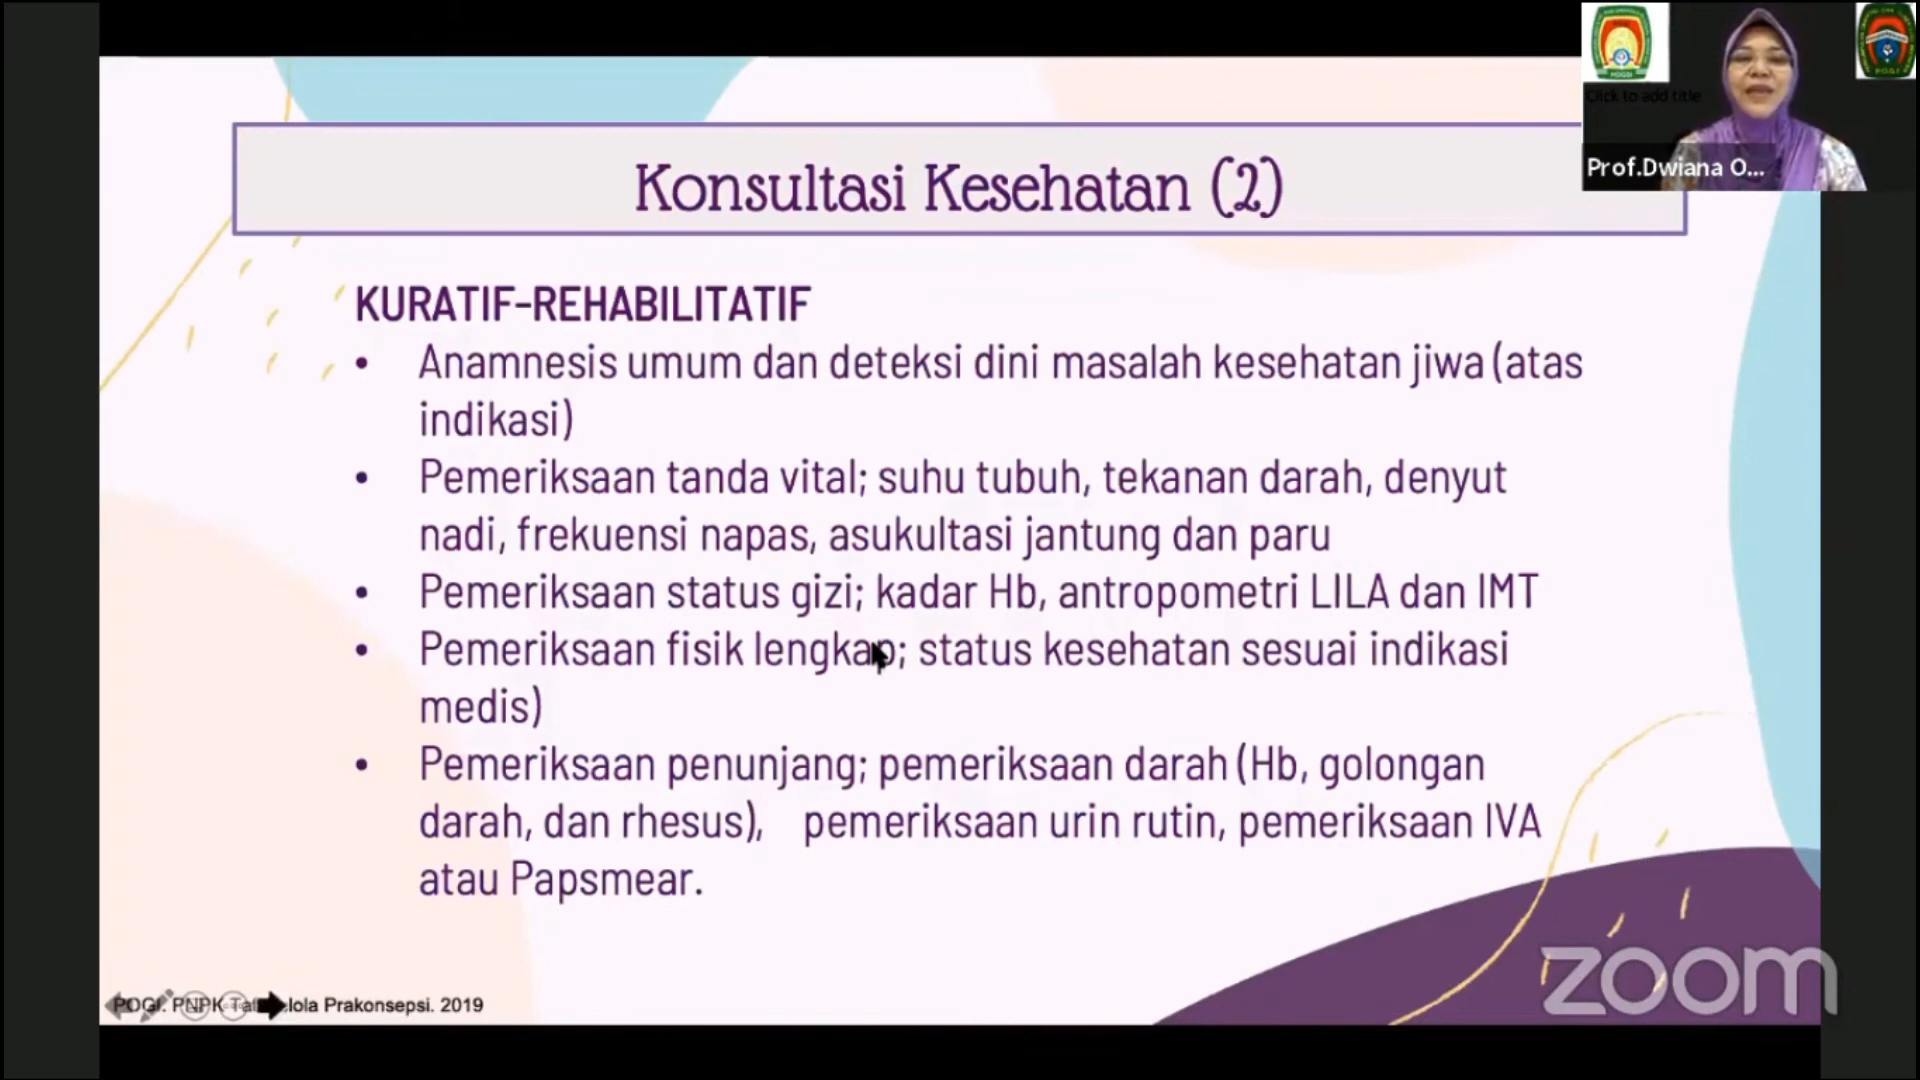 Click to add title
Prof.Dwiana O...
HOGSI
POGI
Konsultasi Kesehatan (2)
KURATIF-REHABILITATIF
• Anamnesis umum dan deteksi dini masalah kesehatan jiwa (atas
indikasi)
• Pemeriksaan tanda vital; suhu tubuh, tekanan darah, denyut
nadi, frekuensi napas, asukultasi jantung dan paru
• Pemeriksaan status gizi; kadar Hb, antropometri LILA dan IMT
• Pemeriksaan fisik lengkap; status kesehatan sesuai indikasi
medis)
• Pemeriksaan penunjang; pemeriksaan darah (Hb, golongan
darah, dan rhesus), pemeriksaan urin rutin, pemeriksaan IVA
atau Papsmear.
POGI. PNPK Prakonsepsi. 2019
zoom